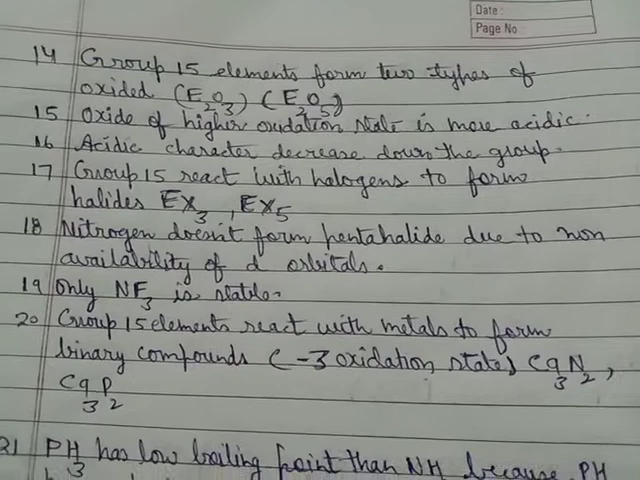 Date :
Page No
14 Group 15 elements form two types of
oxided (E2O3) (E2O5)
15 Oxide of higher oxidation state is more acidic.
16 Acidic character decrease down the group.
17 Group 15 react with halogens to form
halides EX3, EX5
18 Nitrogen doesn't form pentahalide due to non
availability of d orbitals.
19 only NF3 is stable.
20 Group 15 elements react with metals to form
binary compounds (-3 oxidation state) Ca3N2,
Ca3P2
21 PH3 has low boiling point than NH because PH